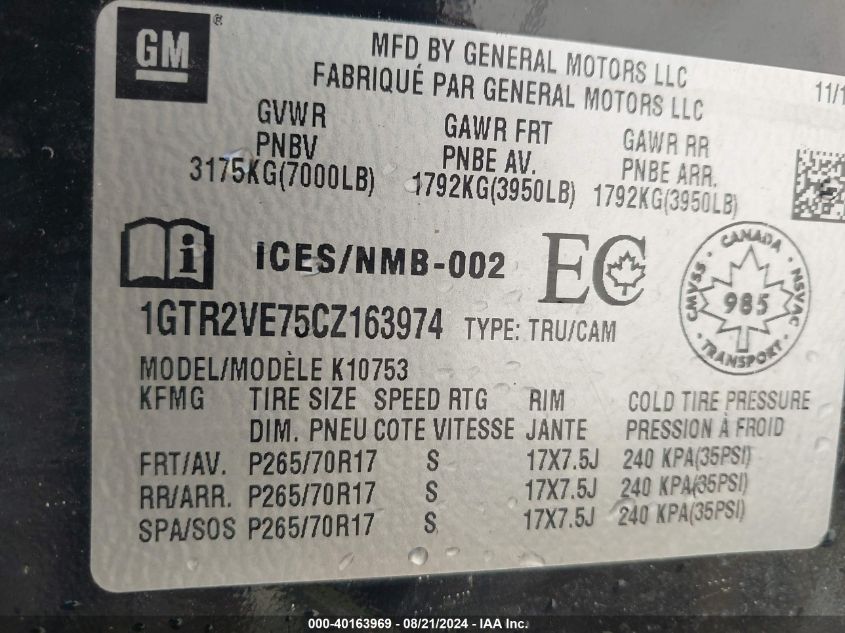 GM ®
MFD BY GENERAL MOTORS LLC
FABRIQUÉ PAR GENERAL MOTORS LLC
11/1
GVWR GAWR FRT GAWR RR
PNBV PNBE AV. PNBE ARR.
3175KG(7000LB) 1792KG(3950LB) 1792KG(3950LB)
i ICES/NMB-002 EC
CANADA
CMVSS 985 NSVAC
TRANSPORT
1GTR2VE75CZ163974 TYPE: TRU/CAM
MODEL/MODÈLE K10753
KFMG TIRE SIZE SPEED RTG RIM COLD TIRE PRESSURE
DIM. PNEU COTE VITESSE JANTE PRESSION À FROID
FRT/AV. P265/70R17 S 17X7.5J 240 KPA(35PSI)
RR/ARR. P265/70R17 S 17X7.5J 240 KPA(35PSI)
SPA/SOS P265/70R17 S 17X7.5J 240 KPA(35PSI)
000-40163969 - 08/21/2024 - IAA Inc.